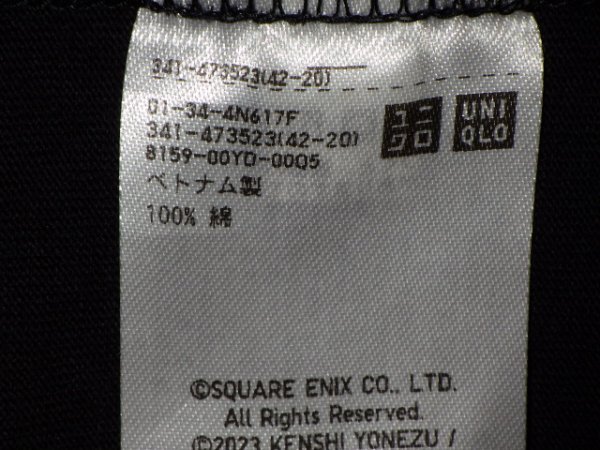 341-473523(42-20)
01-34-4N617F
341-473523(42-20)
8159-00YD-00Q5
ベトナム製
100% 綿
ユニ
クロ
UNI
QLO
©SQUARE ENIX CO., LTD.
All Rights Reserved.
©2023 KENSHI YONEZU /